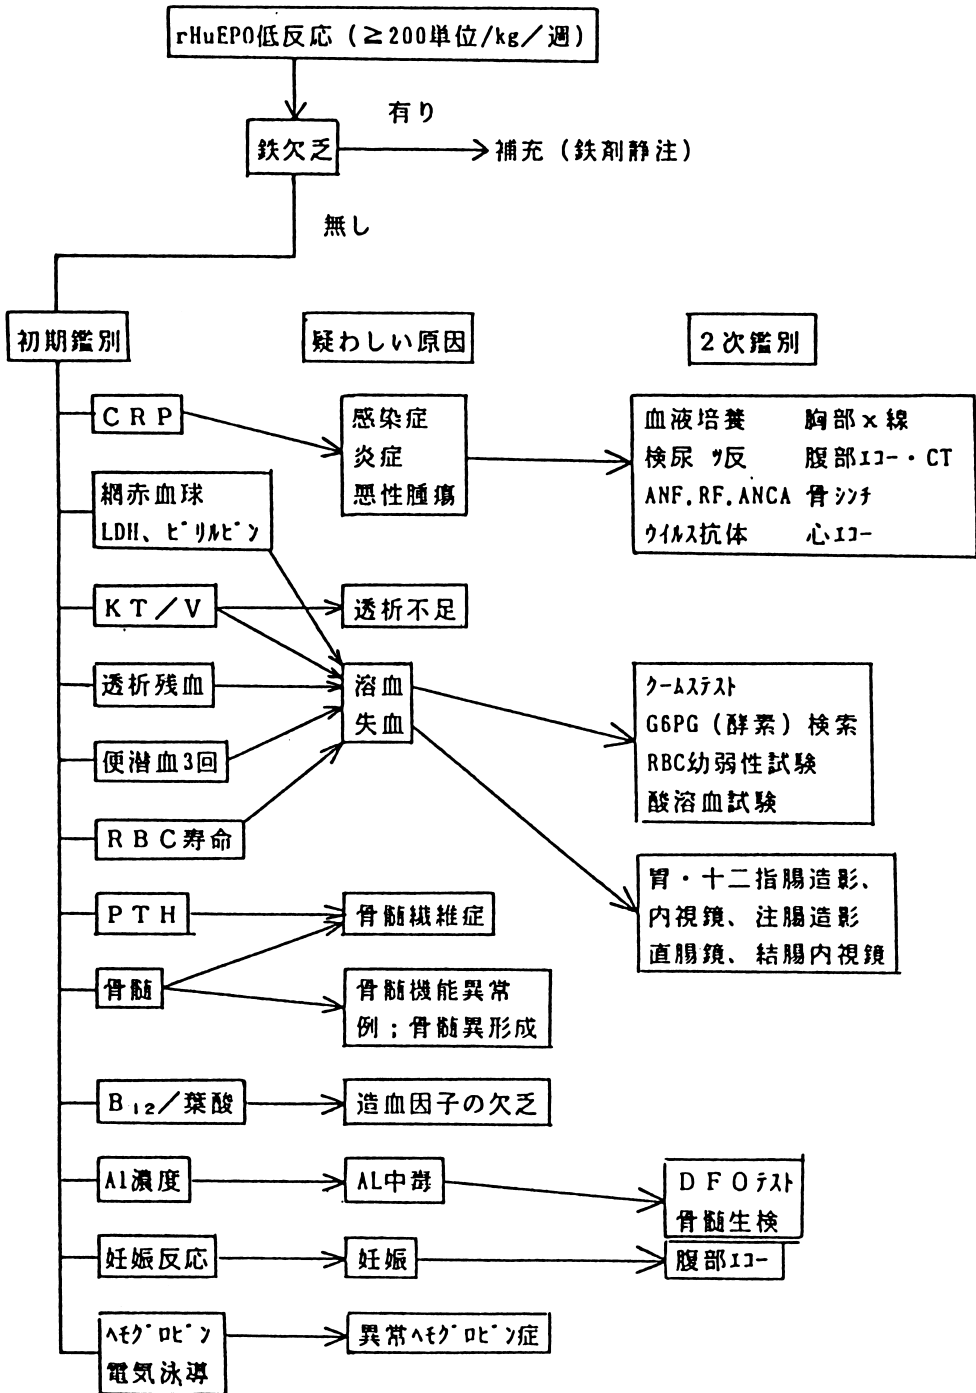 rHuEPO低反応（≧200単位/kg／週）
有り
鉄欠乏
補充（鉄剤静注）
無し
初期鑑別
疑わしい原因
2次鑑別
CRP
感染症
炎症
悪性腫瘍
血液培養 胸部x線
検尿 ﾂ反 腹部ｴｺｰ・CT
ANF.RF.ANCA 骨ｼﾝﾁ
ｳｲﾙｽ抗体 心ｴｺｰ
網赤血球
LDH、ﾋﾞﾘﾙﾋﾞﾝ
KT／V
透析不足
透析残血
溶血
失血
ｸｰﾑｽﾃｽﾄ
G6PG（酵素）検索
RBC幼弱性試験
酸溶血試験
便潜血3回
RBC寿命
胃・十二指腸造影、
内視鏡、注腸造影
直腸鏡、結腸内視鏡
PTH
骨髄繊維症
骨髄
骨髄機能異常
例；骨髄異形成
B₁₂／葉酸
造血因子の欠乏
Al濃度
AL中毒
DFOﾃｽﾄ
骨髄生検
妊娠反応
妊娠
腹部ｴｺｰ
ﾍﾓｸﾞﾛﾋﾞﾝ
電気泳導
異常ﾍﾓｸﾞﾛﾋﾞﾝ症